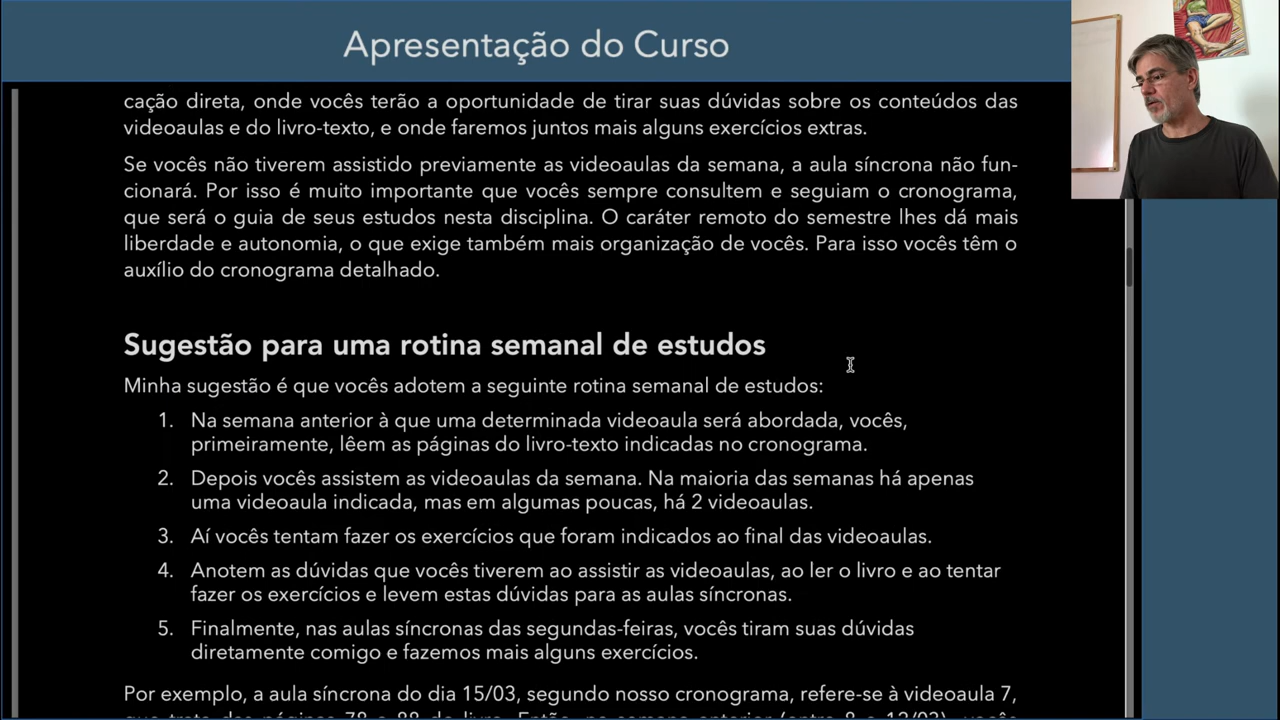 Apresentação do Curso
cação direta, onde vocês terão a oportunidade de tirar suas dúvidas sobre os conteúdos das
videoaulas e do livro-texto, e onde faremos juntos mais alguns exercícios extras.
Se vocês não tiverem assistido previamente as videoaulas da semana, a aula síncrona não fun-
cionará. Por isso é muito importante que vocês sempre consultem e seguiam o cronograma,
que será o guia de seus estudos nesta disciplina. O caráter remoto do semestre lhes dá mais
liberdade e autonomia, o que exige também mais organização de vocês. Para isso vocês têm o
auxílio do cronograma detalhado.
Sugestão para uma rotina semanal de estudos
Minha sugestão é que vocês adotem a seguinte rotina semanal de estudos:
1. Na semana anterior à que uma determinada videoaula será abordada, vocês,
primeiramente, lêem as páginas do livro-texto indicadas no cronograma.
2. Depois vocês assistem as videoaulas da semana. Na maioria das semanas há apenas
uma videoaula indicada, mas em algumas poucas, há 2 videoaulas.
3. Aí vocês tentam fazer os exercícios que foram indicados ao final das videoaulas.
4. Anotem as dúvidas que vocês tiverem ao assistir as videoaulas, ao ler o livro e ao tentar
fazer os exercícios e levem estas dúvidas para as aulas síncronas.
5. Finalmente, nas aulas síncronas das segundas-feiras, vocês tiram suas dúvidas
diretamente comigo e fazemos mais alguns exercícios.
Por exemplo, a aula síncrona do dia 15/03, segundo nosso cronograma, refere-se à videoaula 7,